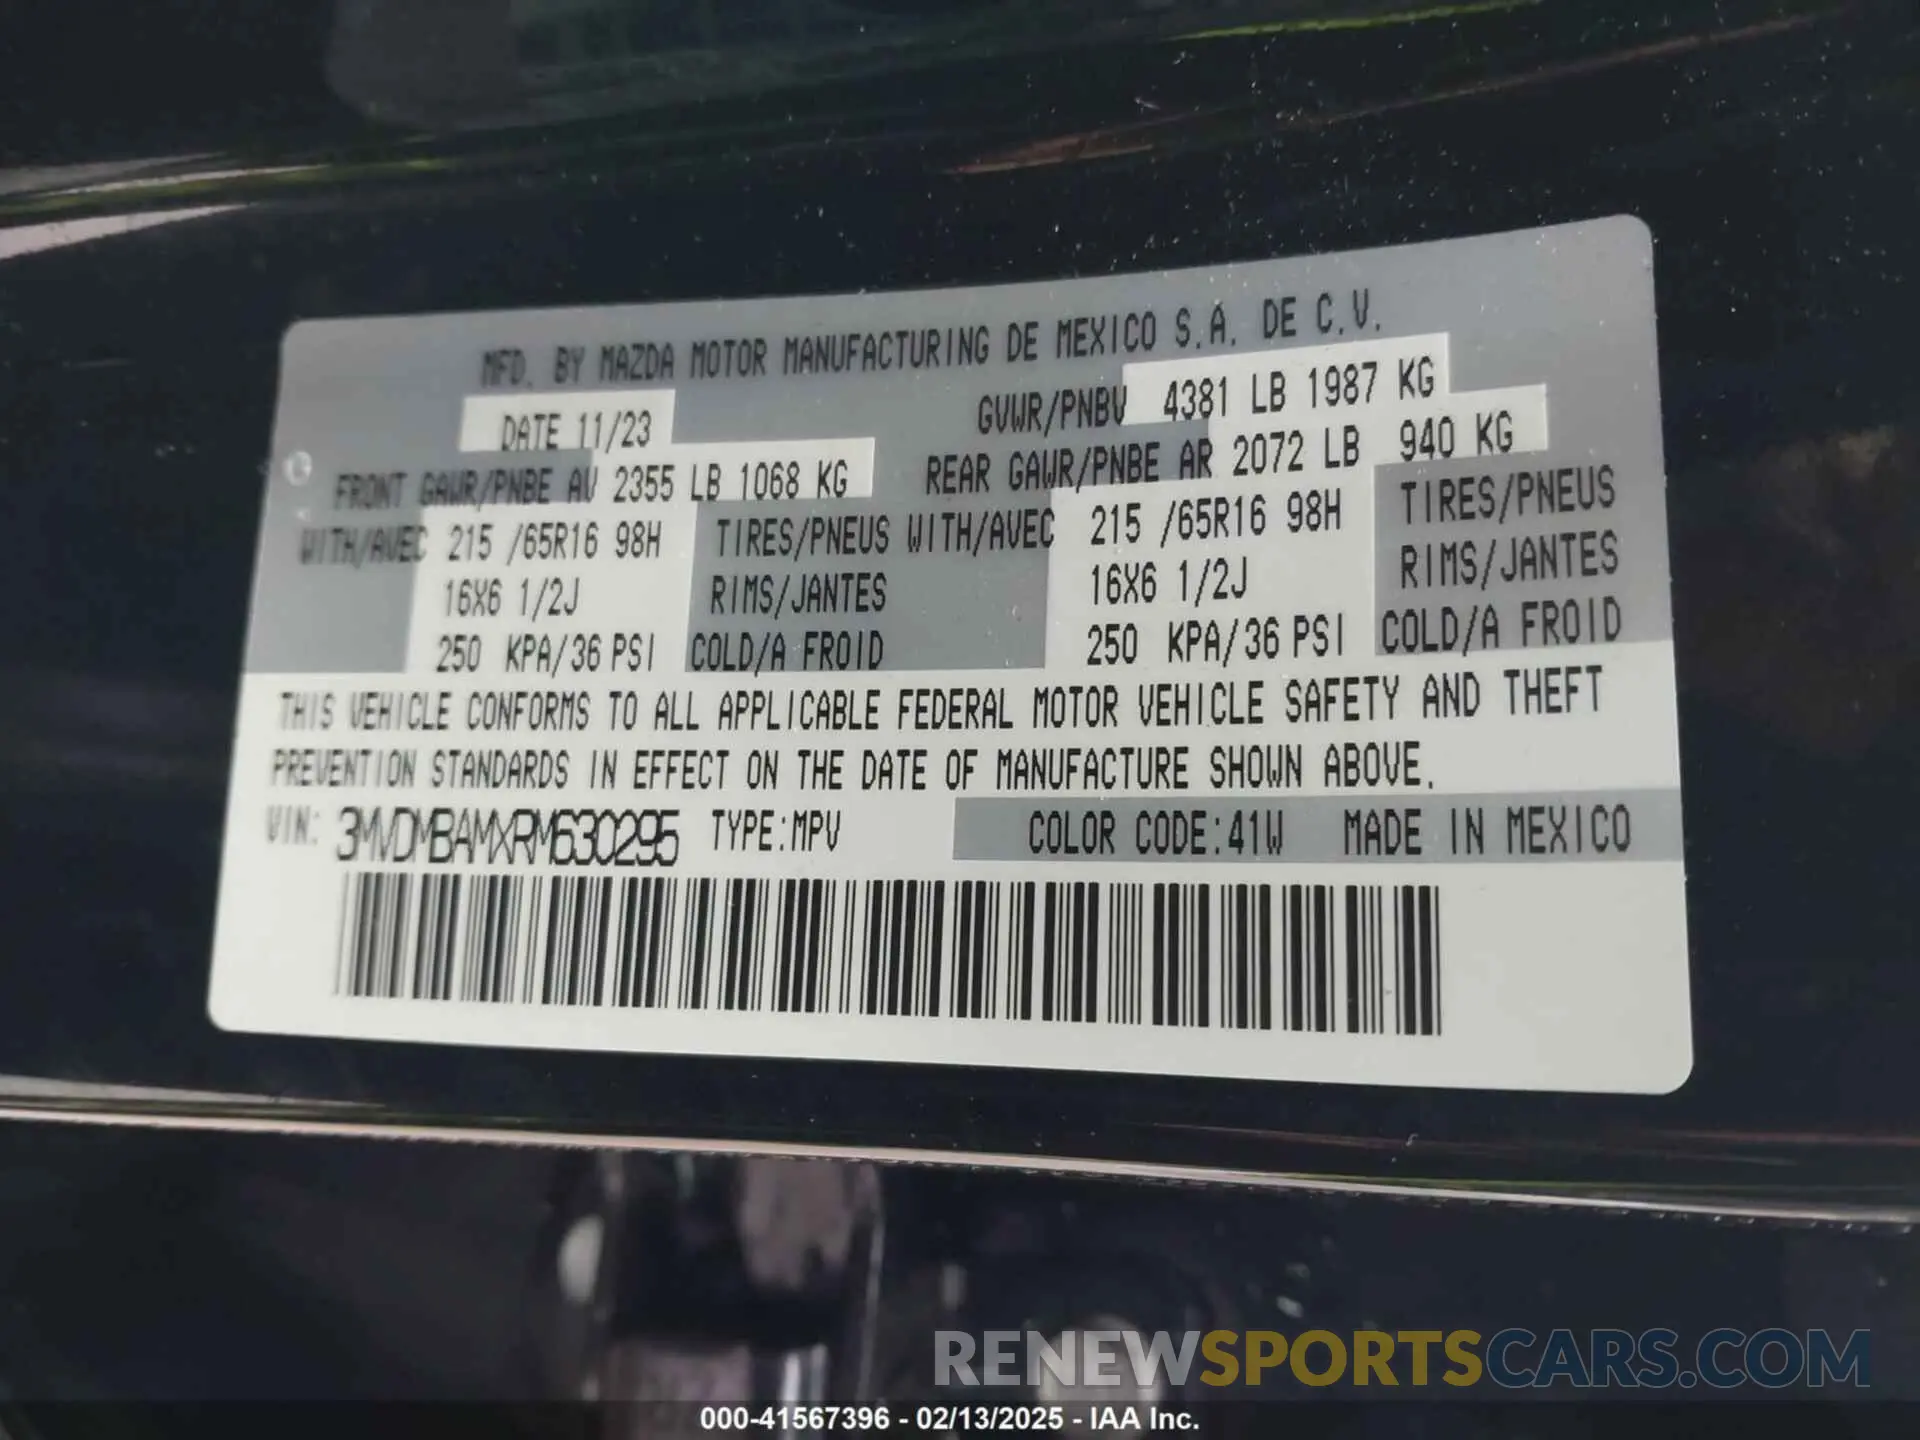 MFD. BY MAZDA MOTOR MANUFACTURING DE MEXICO S.A. DE C.V.
DATE 11/23 GVWR/PNBV 4381 LB 1987 KG
FRONT GAWR/PNBE AV 2355 LB 1068 KG REAR GAWR/PNBE AR 2072 LB 940 KG
WITH/AVEC 215 /65R16 98H TIRES/PNEUS WITH/AVEC 215 /65R16 98H TIRES/PNEUS
16X6 1/2J RIMS/JANTES 16X6 1/2J RIMS/JANTES
250 KPA/36 PSI COLD/A FROID 250 KPA/36 PSI COLD/A FROID
THIS VEHICLE CONFORMS TO ALL APPLICABLE FEDERAL MOTOR VEHICLE SAFETY AND THEFT
PREVENTION STANDARDS IN EFFECT ON THE DATE OF MANUFACTURE SHOWN ABOVE.
VIN: 3MVDMBAMXRM630295 TYPE:MPV COLOR CODE:41W MADE IN MEXICO
RENEWSPORTSCARS.COM
000-41567396 - 02/13/2025 - IAA Inc.